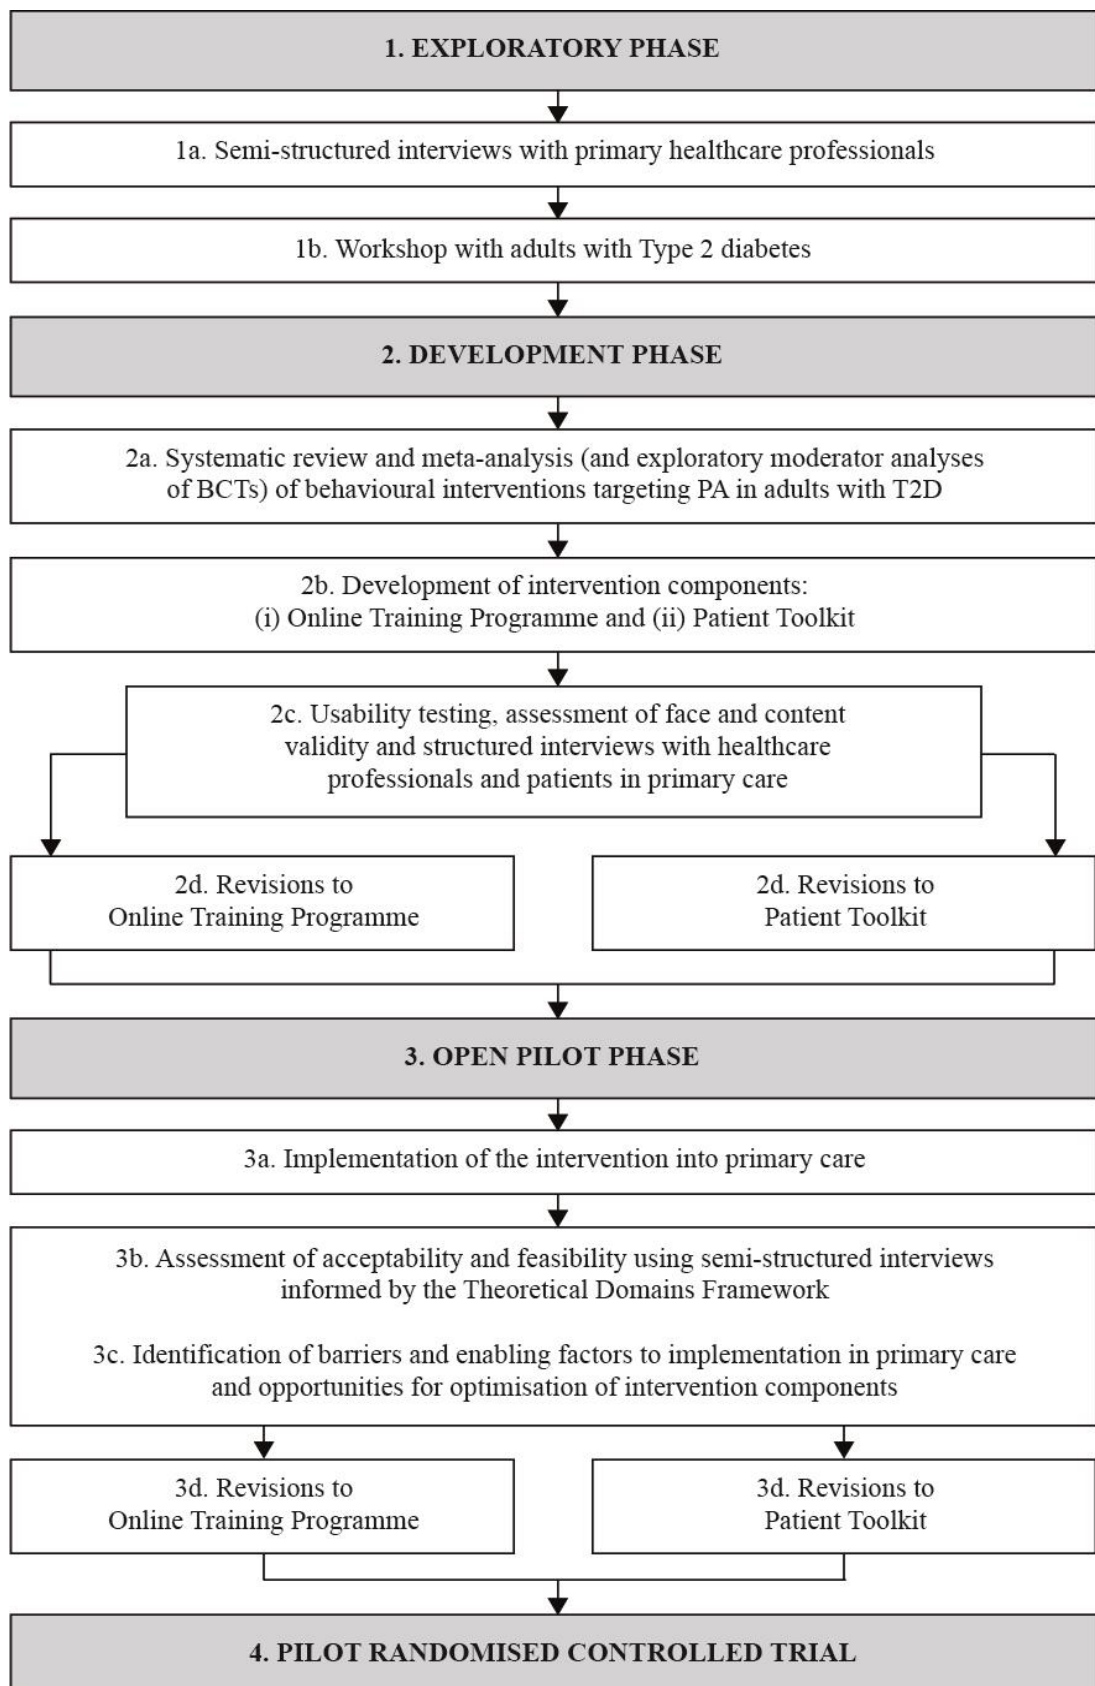 1. EXPLORATORY PHASE
1a. Semi-structured interviews with primary healthcare professionals
1b. Workshop with adults with Type 2 diabetes
2. DEVELOPMENT PHASE
2a. Systematic review and meta-analysis (and exploratory moderator analyses
of BCTs) of behavioural interventions targeting PA in adults with T2D
2b. Development of intervention components:
(i) Online Training Programme and (ii) Patient Toolkit
2c. Usability testing, assessment of face and content
validity and structured interviews with healthcare
professionals and patients in primary care
2d. Revisions to
Online Training Programme
2d. Revisions to
Patient Toolkit
3. OPEN PILOT PHASE
3a. Implementation of the intervention into primary care
3b. Assessment of acceptability and feasibility using semi-structured interviews
informed by the Theoretical Domains Framework
3c. Identification of barriers and enabling factors to implementation in primary care
and opportunities for optimisation of intervention components
3d. Revisions to
Online Training Programme
3d. Revisions to
Patient Toolkit
4. PILOT RANDOMISED CONTROLLED TRIAL